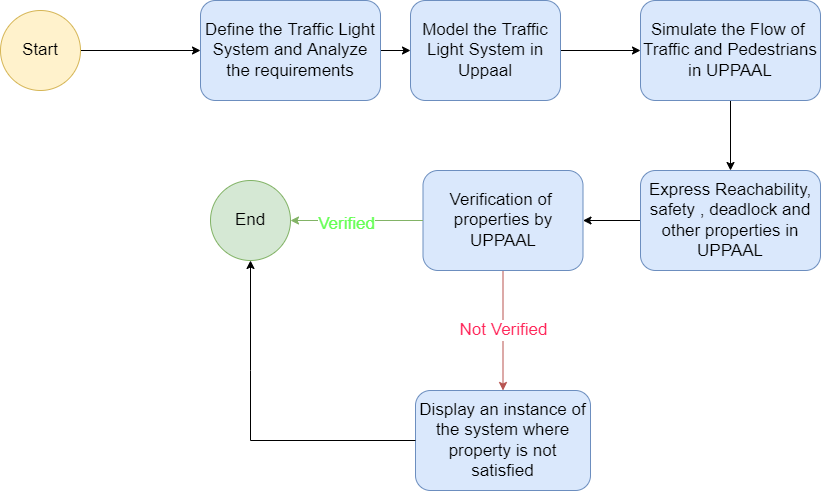 Start
Define the Traffic Light
System and Analyze
the requirements
Model the Traffic
Light System in
Uppaal
Simulate the Flow of
Traffic and Pedestrians
in UPPAAL
Express Reachability,
safety , deadlock and
other properties in
UPPAAL
Verification of
properties by
UPPAAL
Verified
End
Not Verified
Display an instance of
the system where
property is not
satisfied